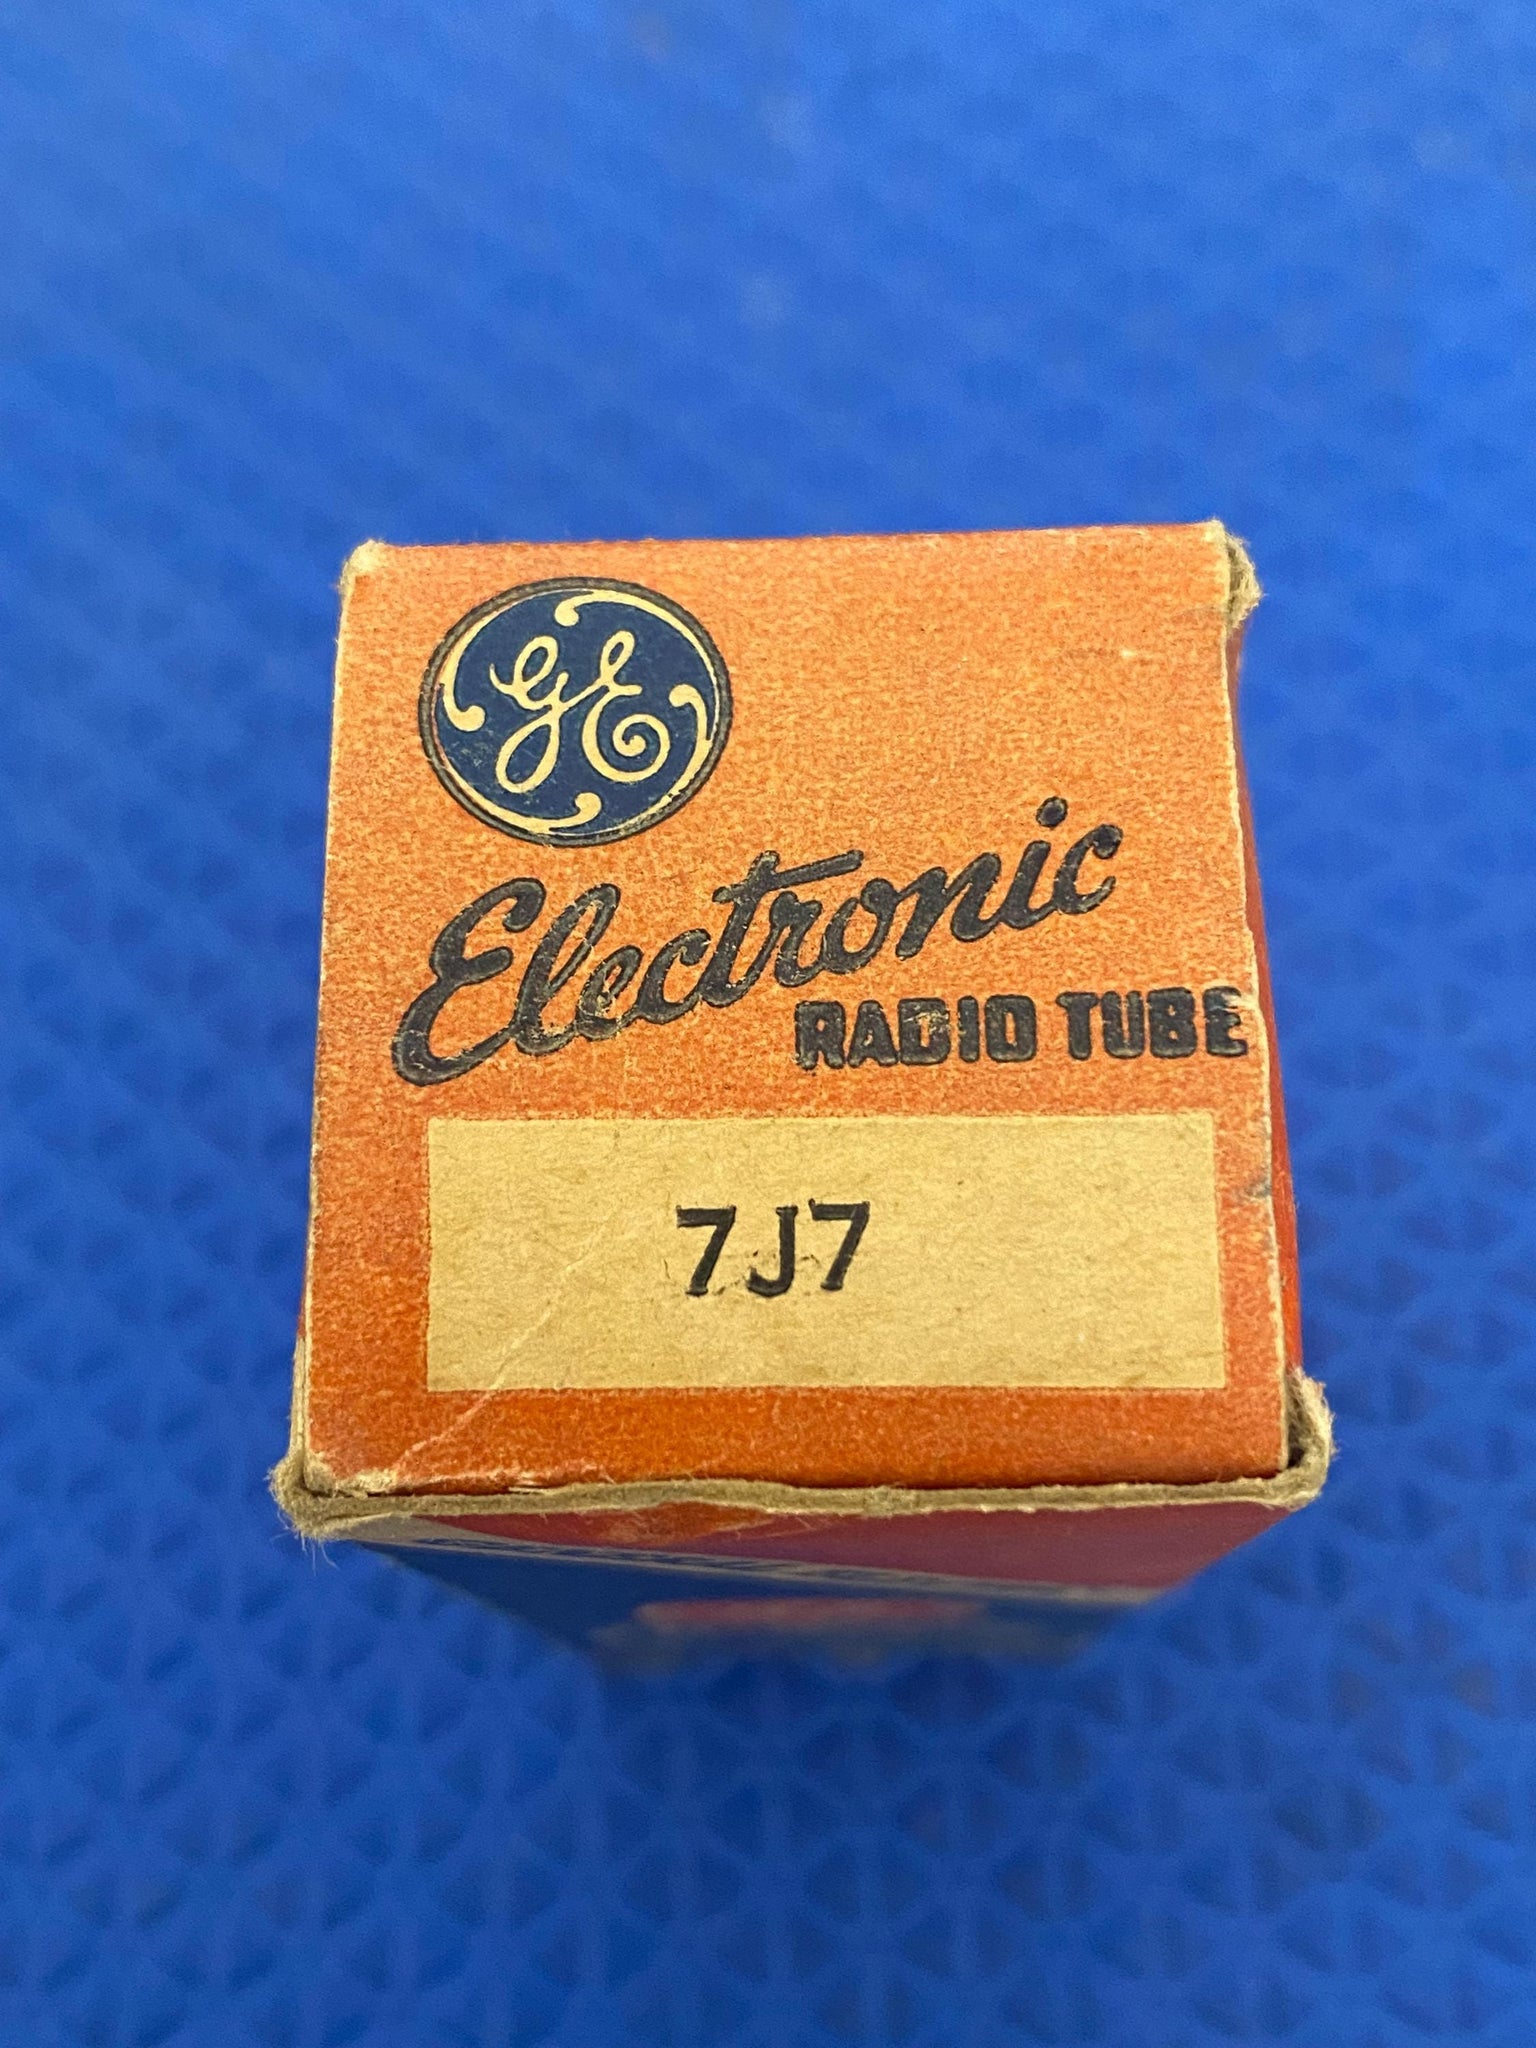 GE
Electronic
RADIO TUBE
7J7